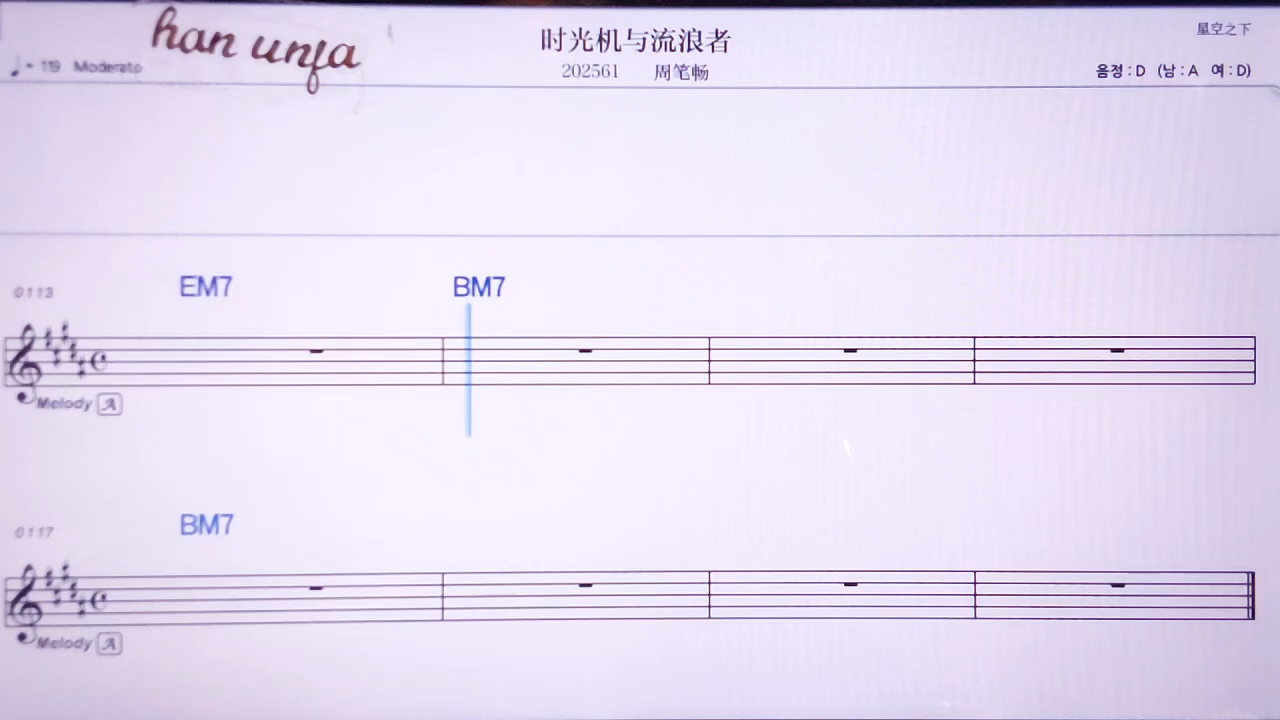 han unfa
时光机与流浪者
星空之下
♩= 119 Moderato
202561 周笔畅
음정 : D (남 : A 여 : D)
0113
EM7 BM7
Melody A
0117
BM7
Melody A